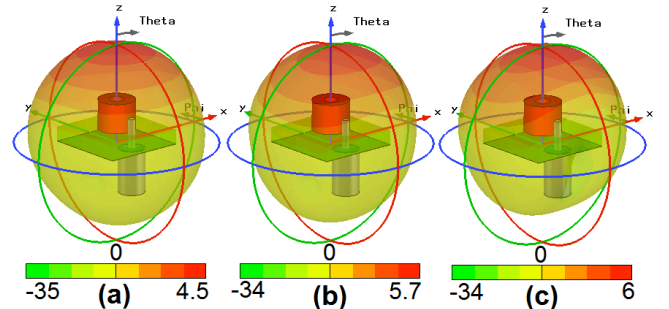 z
Theta
y
Phi
x
z
Theta
y
Phi
x
z
Theta
y
Phi
x
0
-35 (a) 4.5
0
-34 (b) 5.7
0
-34 (c) 6